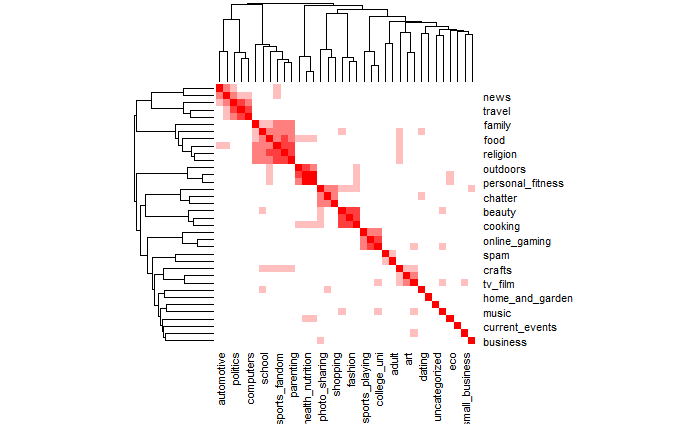 news
travel
family
food
religion
outdoors
personal_fitness
chatter
beauty
cooking
online_gaming
spam
crafts
tv_film
home_and_garden
music
current_events
business
automotive
politics
computers
school
sports_fandom
parenting
health_nutrition
photo_sharing
shopping
fashion
sports_playing
college_uni
adult
art
dating
uncategorized
eco
small_business